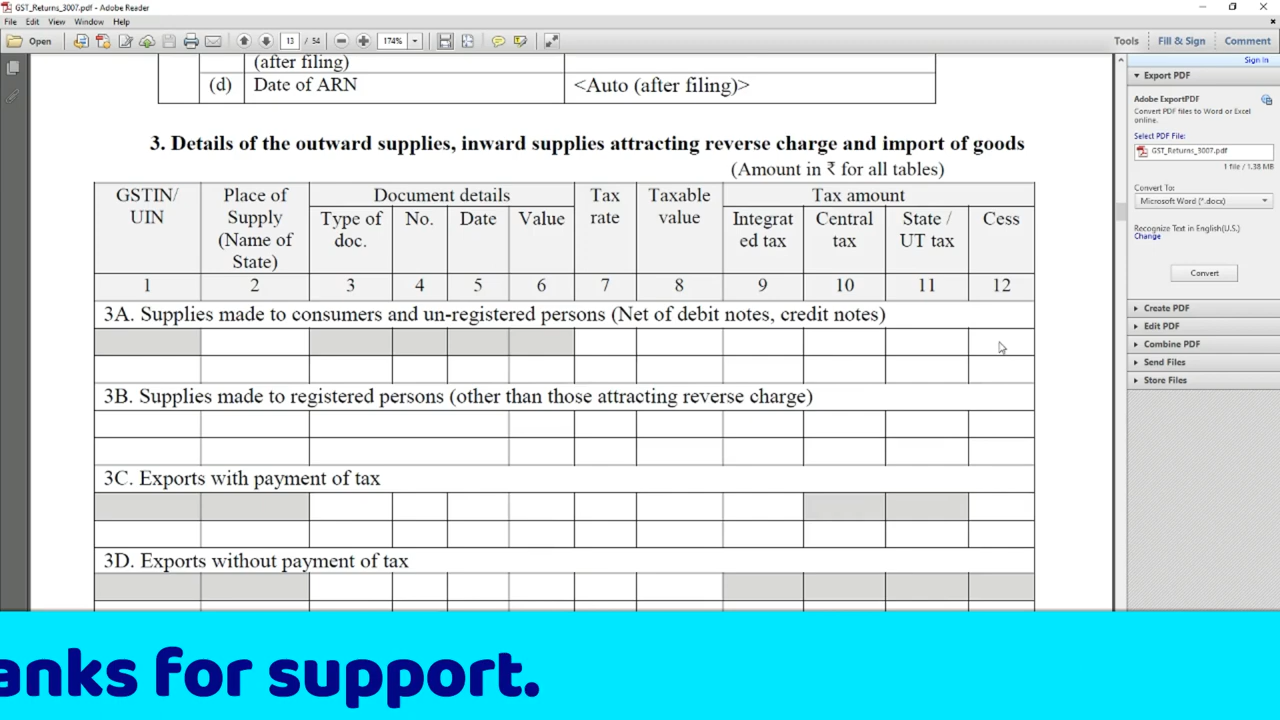 GST_Returns_3007.pdf - Adobe Reader
File Edit View Window Help
Open 13 / 54 174% Tools Fill & Sign Comment
Sign In
(after filing)
(d) Date of ARN <Auto (after filing)>
3. Details of the outward supplies, inward supplies attracting reverse charge and import of goods
(Amount in ₹ for all tables)
GSTIN/ Place of Document details Tax Taxable Tax amount
UIN Supply Type of No. Date Value rate value Integrat Central State / Cess
(Name of doc. ed tax tax UT tax
State)
1 2 3 4 5 6 7 8 9 10 11 12
3A. Supplies made to consumers and un-registered persons (Net of debit notes, credit notes)
3B. Supplies made to registered persons (other than those attracting reverse charge)
3C. Exports with payment of tax
3D. Exports without payment of tax
Export PDF
Adobe ExportPDF
Convert PDF files to Word or Excel
online.
Select PDF File:
GST_Returns_3007.pdf
1 file / 1.38 MB
Convert To:
Microsoft Word (*.docx)
Recognize Text in English(U.S.)
Change
Convert
Create PDF
Edit PDF
Combine PDF
Send Files
Store Files
anks for support.